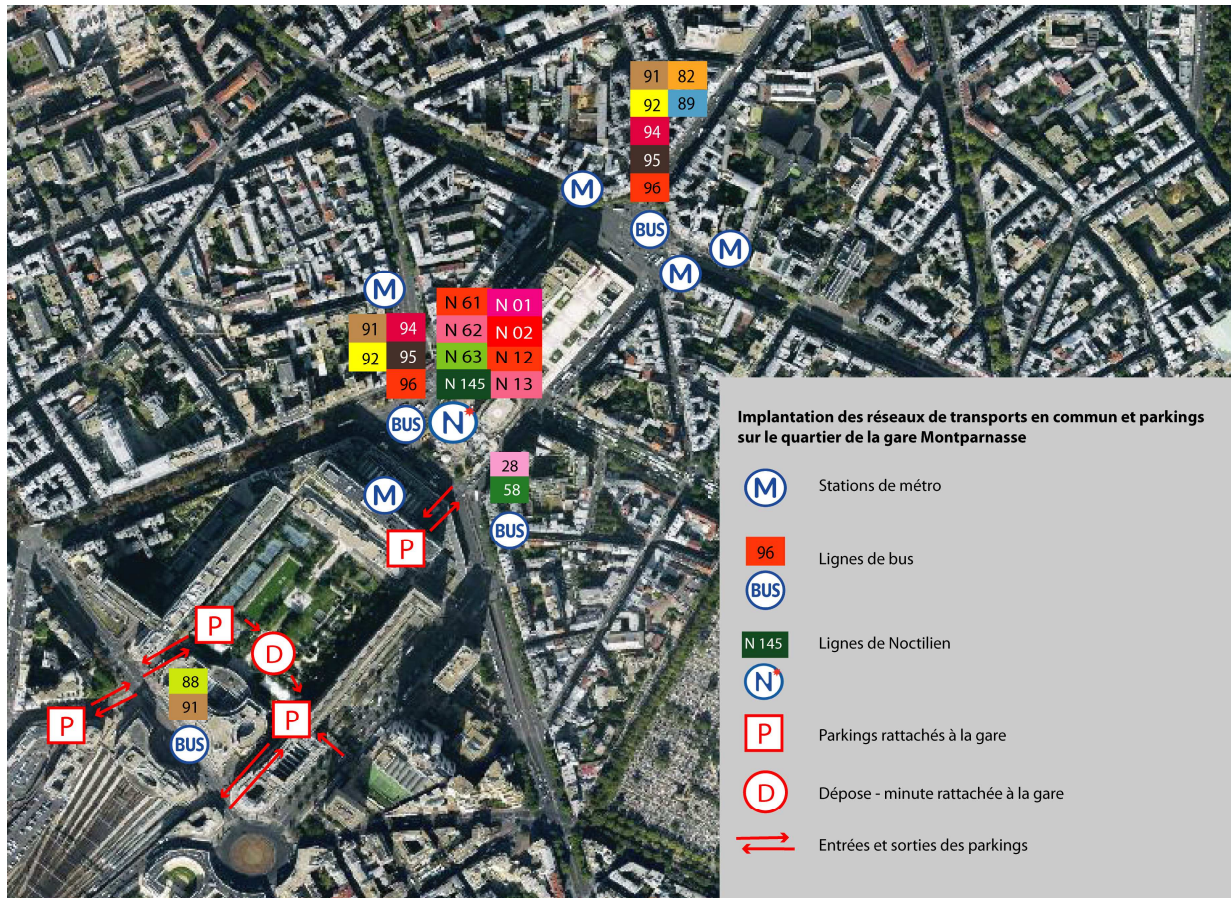 91 82
92 89
94
95
96
M
BUS
M
M
M
N 61 N 01
91 94 N 62 N 02
92 95 N 63 N 12
96 N 145 N 13
BUS N*
28
58
M
BUS
P
P
D
88
91
P
P
BUS
Implantation des réseaux de transports en commun et parkings
sur le quartier de la gare Montparnasse
M Stations de métro
96
BUS
Lignes de bus
N 145
N*
Lignes de Noctilien
P Parkings rattachés à la gare
D Dépose - minute rattachée à la gare
Entrées et sorties des parkings